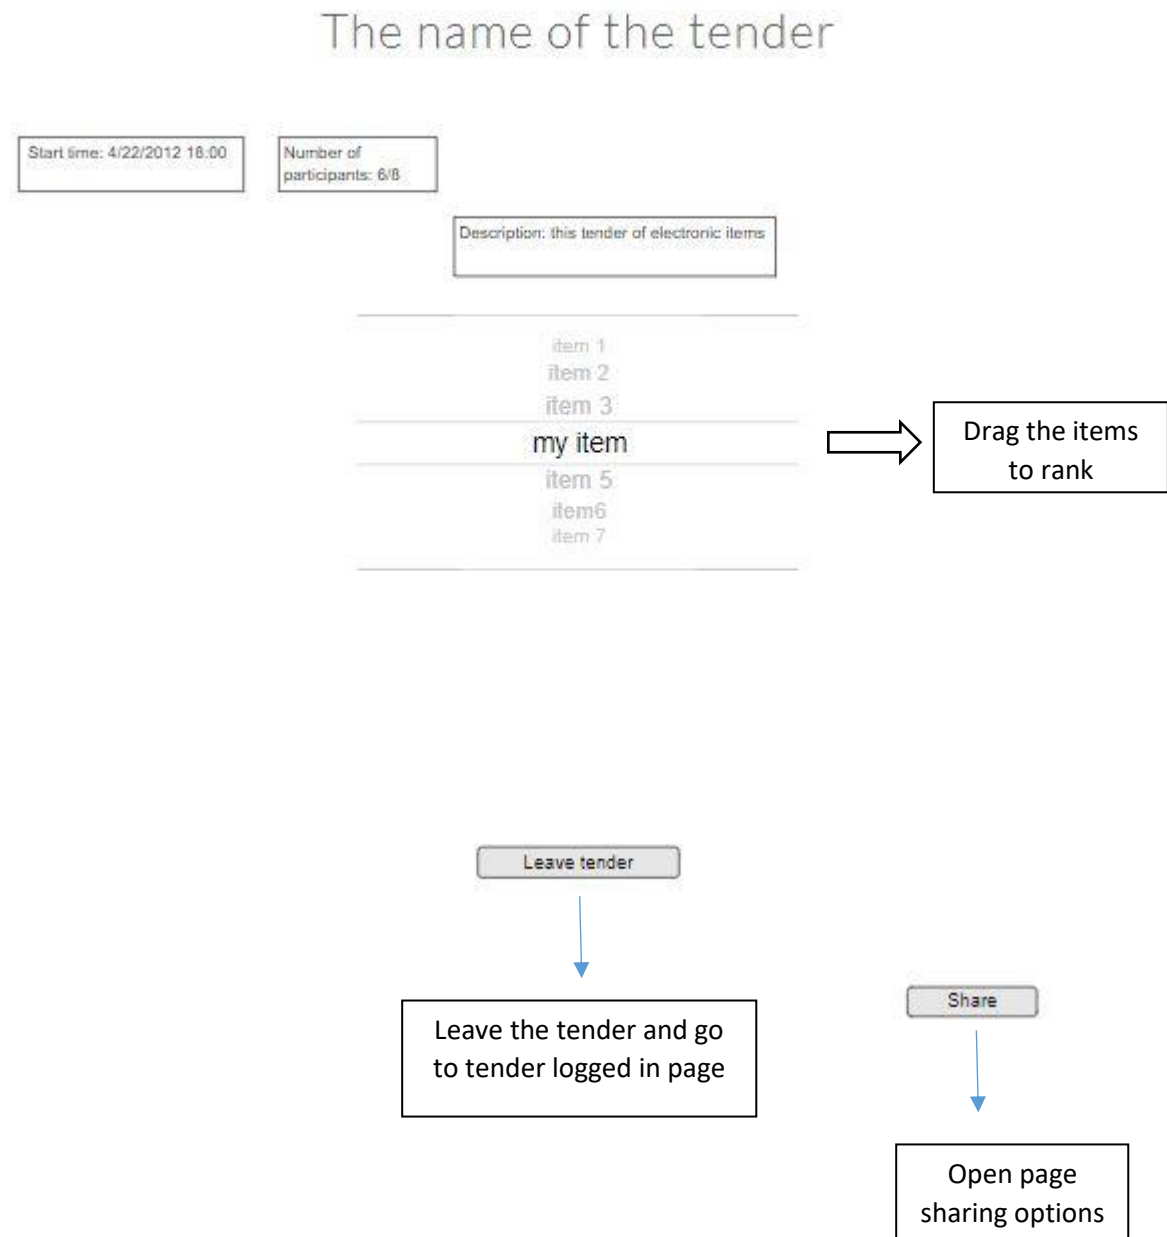 The name of the tender
Start time: 4/22/2012 18:00
Number of
participants: 6/8
Description: this tender of electronic items
item 1
item 2
item 3
my item
item 5
item6
item 7
Drag the items
to rank
Leave tender
Leave the tender and go
to tender logged in page
Share
Open page
sharing options